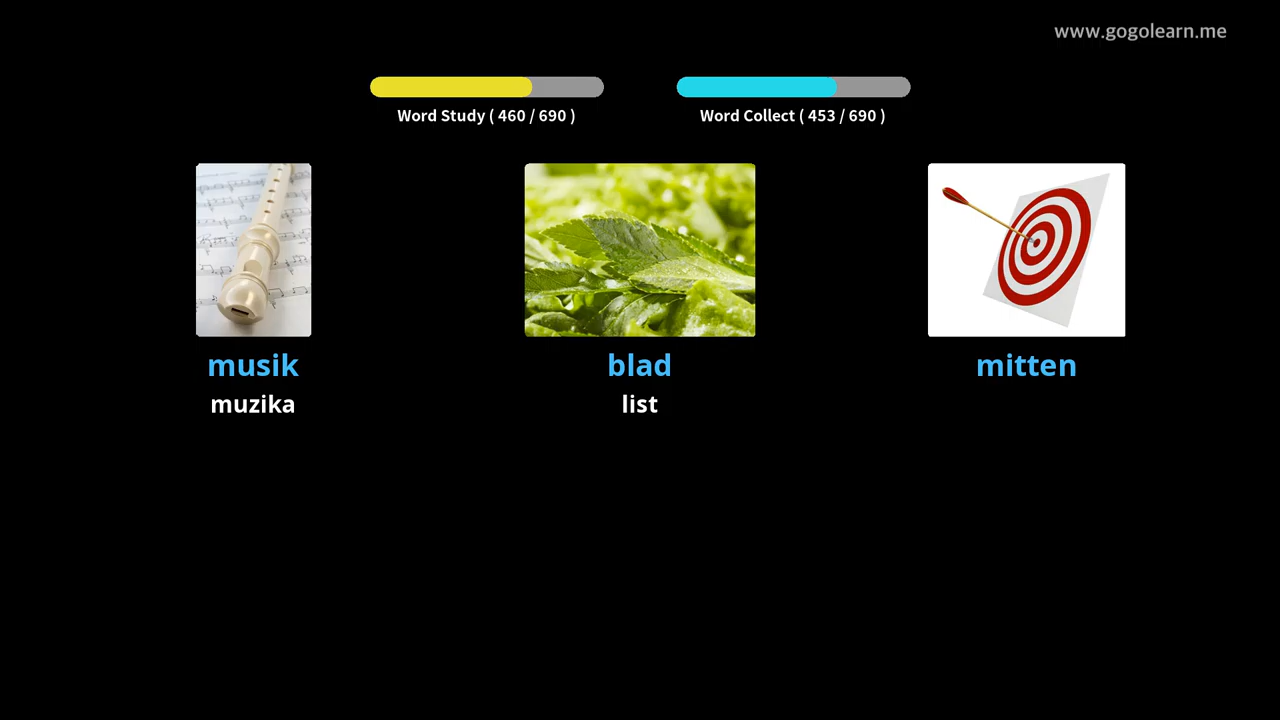 www.gogolearn.me
Word Study ( 460 / 690 )
Word Collect ( 453 / 690 )
musik
blad
mitten
muzika
list